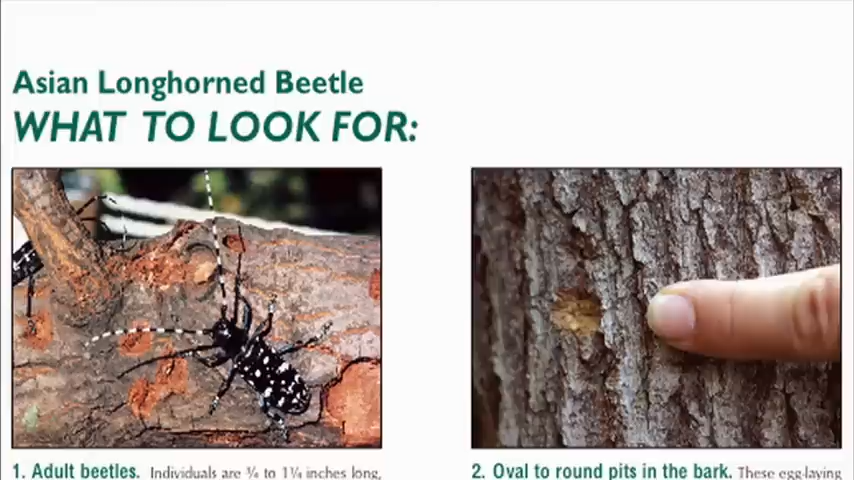 Asian Longhorned Beetle
WHAT TO LOOK FOR:
1. Adult beetles. Individuals are ¾ to 1¼ inches long,
2. Oval to round pits in the bark. These egg-laying